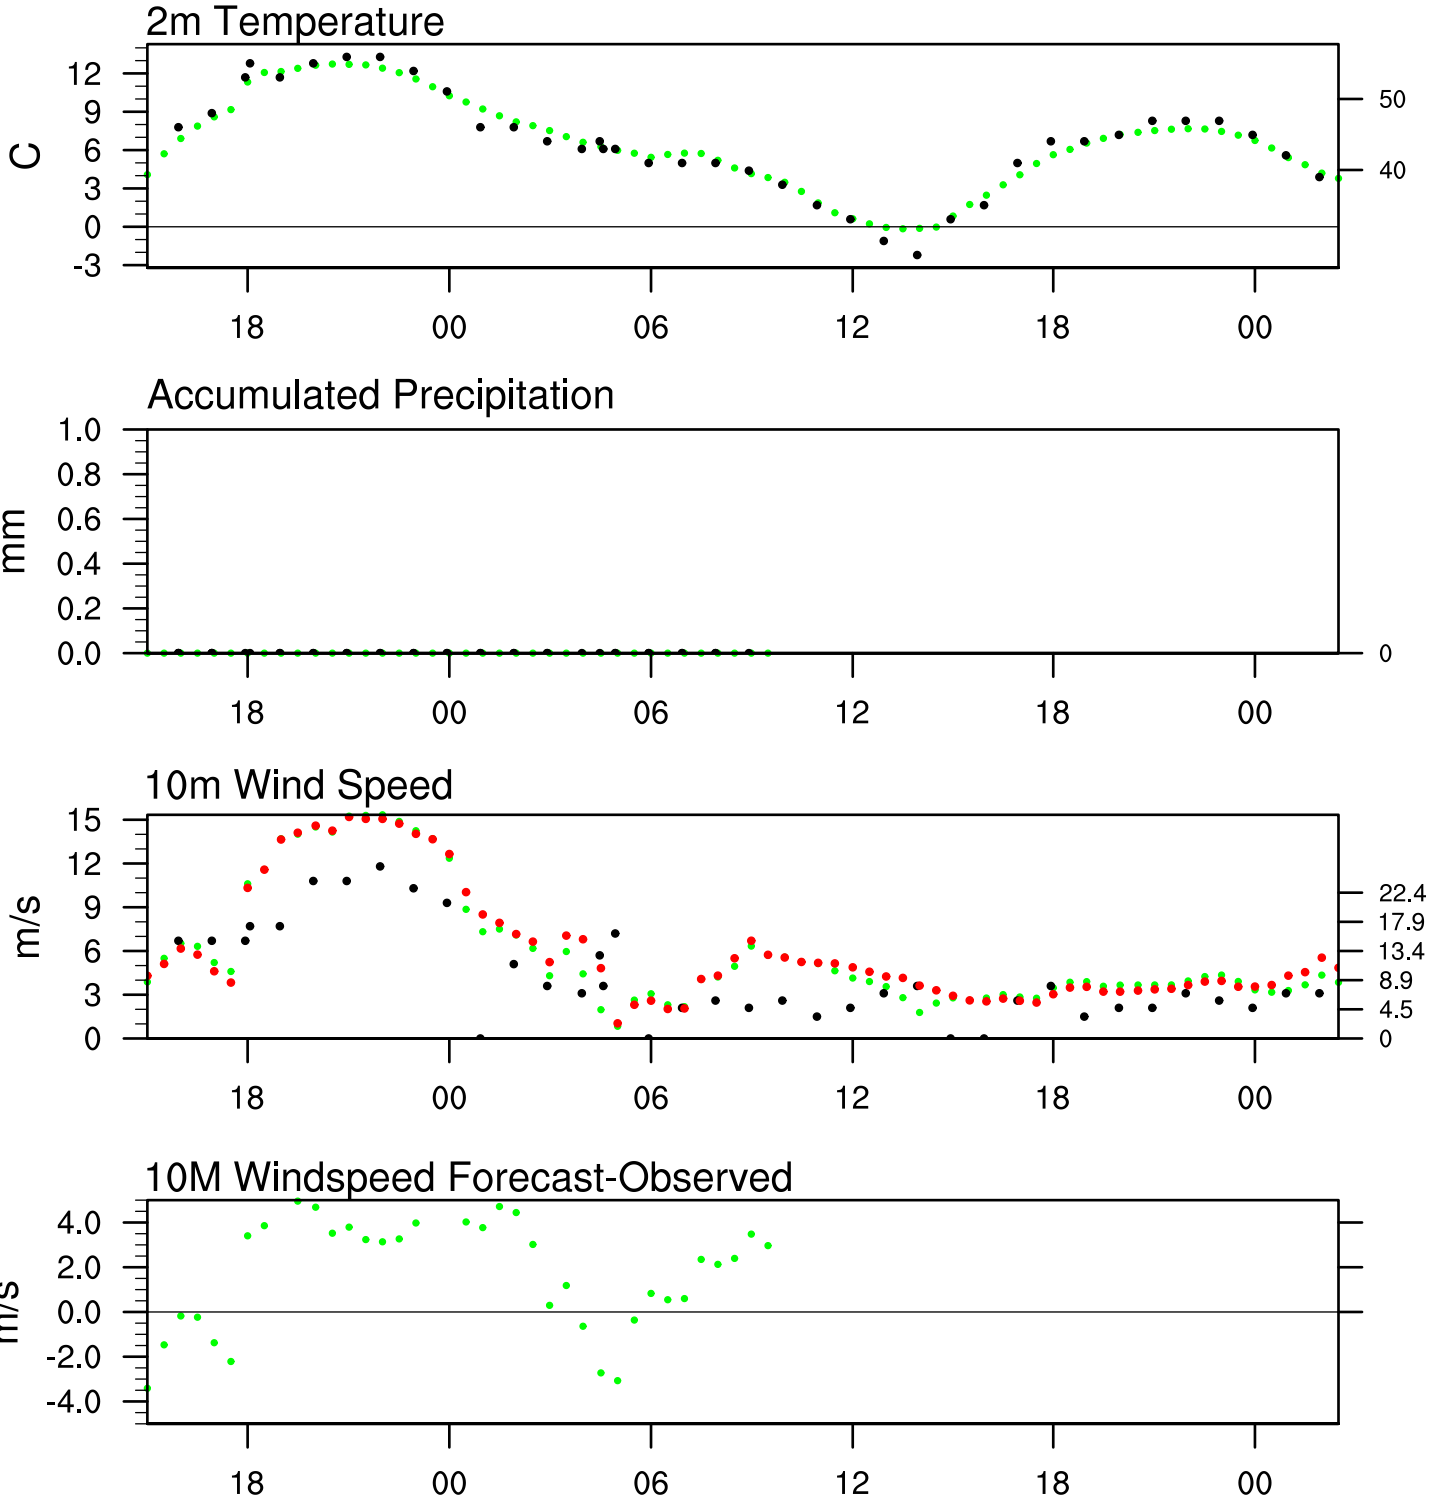 2m Temperature
12
9
6
3
0
-3
C
50
40
18 00 06 12 18 00
Accumulated Precipitation
1.0
0.8
0.6
0.4
0.2
0.0
mm
0
18 00 06 12 18 00
10m Wind Speed
15
12
9
6
3
0
m/s
22.4
17.9
13.4
8.9
4.5
0
18 00 06 12 18 00
10M Windspeed Forecast-Observed
4.0
2.0
0.0
-2.0
-4.0
m/s
18 00 06 12 18 00